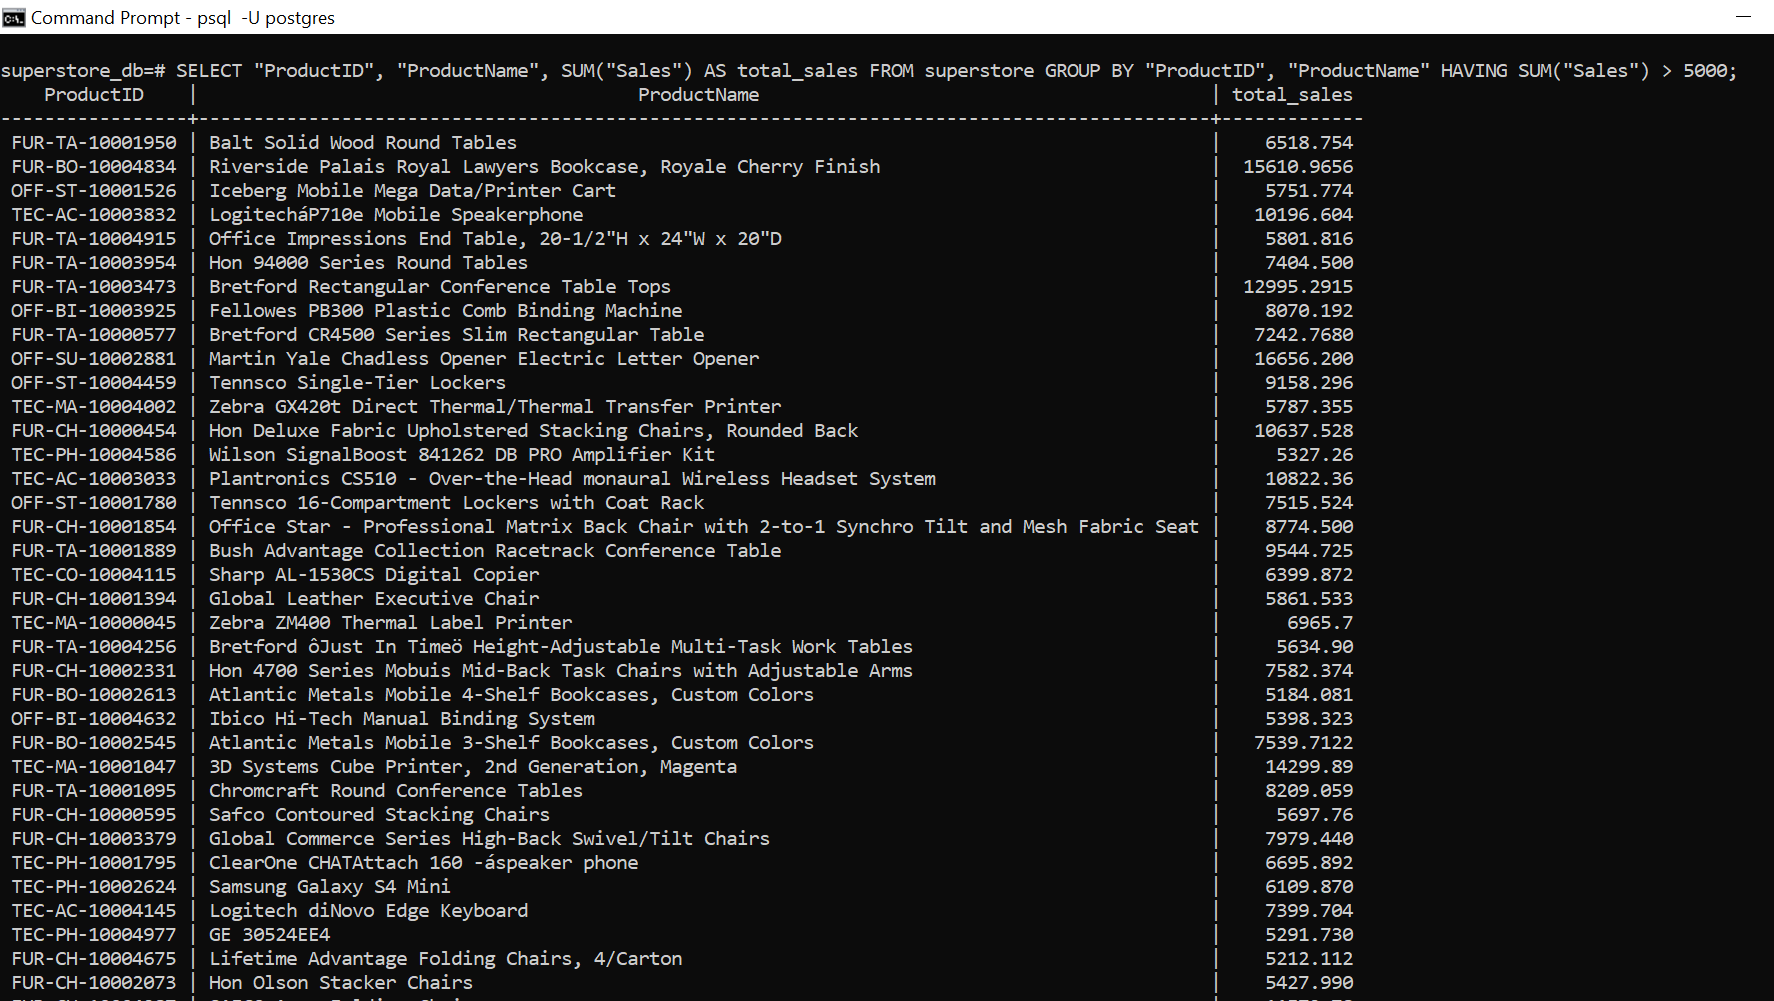 Command Prompt - psql  -U postgres
superstore_db=# SELECT "ProductID", "ProductName", SUM("Sales") AS total_sales FROM superstore GROUP BY "ProductID", "ProductName" HAVING SUM("Sales") > 5000;
ProductID | ProductName | total_sales
-----------------+--------------------------------------------------------------------------------------------+-------------
FUR-TA-10001950 | Balt Solid Wood Round Tables | 6518.754
FUR-BO-10004834 | Riverside Palais Royal Lawyers Bookcase, Royale Cherry Finish | 15610.9656
OFF-ST-10001526 | Iceberg Mobile Mega Data/Printer Cart | 5751.774
TEC-AC-10003832 | LogitecháP710e Mobile Speakerphone | 10196.604
FUR-TA-10004915 | Office Impressions End Table, 20-1/2"H x 24"W x 20"D | 5801.816
FUR-TA-10003954 | Hon 94000 Series Round Tables | 7404.500
FUR-TA-10003473 | Bretford Rectangular Conference Table Tops | 12995.2915
OFF-BI-10003925 | Fellowes PB300 Plastic Comb Binding Machine | 8070.192
FUR-TA-10000577 | Bretford CR4500 Series Slim Rectangular Table | 7242.7680
OFF-SU-10002881 | Martin Yale Chadless Opener Electric Letter Opener | 16656.200
OFF-ST-10004459 | Tennsco Single-Tier Lockers | 9158.296
TEC-MA-10004002 | Zebra GX420t Direct Thermal/Thermal Transfer Printer | 5787.355
FUR-CH-10000454 | Hon Deluxe Fabric Upholstered Stacking Chairs, Rounded Back | 10637.528
TEC-PH-10004586 | Wilson SignalBoost 841262 DB PRO Amplifier Kit | 5327.26
TEC-AC-10003033 | Plantronics CS510 - Over-the-Head monaural Wireless Headset System | 10822.36
OFF-ST-10001780 | Tennsco 16-Compartment Lockers with Coat Rack | 7515.524
FUR-CH-10001854 | Office Star - Professional Matrix Back Chair with 2-to-1 Synchro Tilt and Mesh Fabric Seat | 8774.500
FUR-TA-10001889 | Bush Advantage Collection Racetrack Conference Table | 9544.725
TEC-CO-10004115 | Sharp AL-1530CS Digital Copier | 6399.872
FUR-CH-10001394 | Global Leather Executive Chair | 5861.533
TEC-MA-10000045 | Zebra ZM400 Thermal Label Printer | 6965.7
FUR-TA-10004256 | Bretford ôJust In Timeö Height-Adjustable Multi-Task Work Tables | 5634.90
FUR-CH-10002331 | Hon 4700 Series Mobuis Mid-Back Task Chairs with Adjustable Arms | 7582.374
FUR-BO-10002613 | Atlantic Metals Mobile 4-Shelf Bookcases, Custom Colors | 5184.081
OFF-BI-10004632 | Ibico Hi-Tech Manual Binding System | 5398.323
FUR-BO-10002545 | Atlantic Metals Mobile 3-Shelf Bookcases, Custom Colors | 7539.7122
TEC-MA-10001047 | 3D Systems Cube Printer, 2nd Generation, Magenta | 14299.89
FUR-TA-10001095 | Chromcraft Round Conference Tables | 8209.059
FUR-CH-10000595 | Safco Contoured Stacking Chairs | 5697.76
FUR-CH-10003379 | Global Commerce Series High-Back Swivel/Tilt Chairs | 7979.440
TEC-PH-10001795 | ClearOne CHATAttach 160 -áspeaker phone | 6695.892
TEC-PH-10002624 | Samsung Galaxy S4 Mini | 6109.870
TEC-AC-10004145 | Logitech diNovo Edge Keyboard | 7399.704
TEC-PH-10004977 | GE 30524EE4 | 5291.730
FUR-CH-10004675 | Lifetime Advantage Folding Chairs, 4/Carton | 5212.112
FUR-CH-10002073 | Hon Olson Stacker Chairs | 5427.990